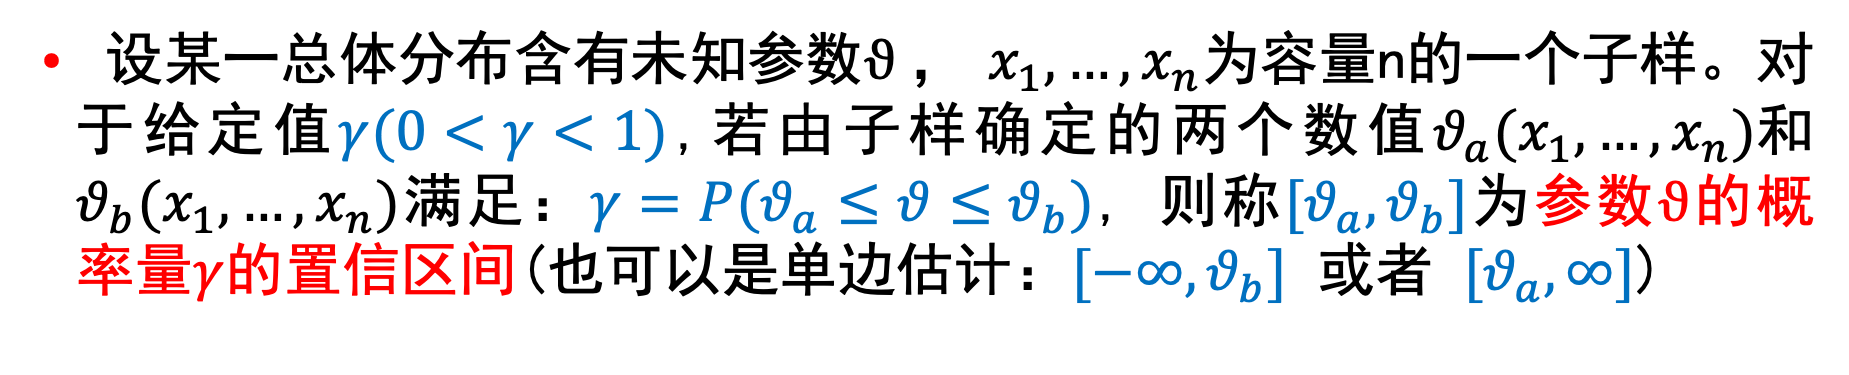 • 设某一总体分布含有未知参数ϑ， x₁,…,xₙ为容量n的一个子样。对
于给定值γ(0 < γ < 1), 若由子样确定的两个数值ϑₐ(x₁,…,xₙ)和
ϑ_b(x₁,…,xₙ)满足：γ = P(ϑₐ ≤ ϑ ≤ ϑ_b), 则称[ϑₐ,ϑ_b]为参数ϑ的概
率量γ的置信区间(也可以是单边估计：[−∞,ϑ_b] 或者 [ϑₐ,∞])